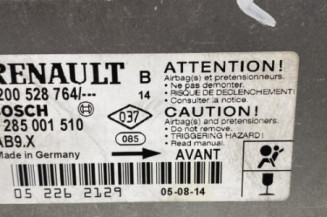 RENAULT B
200 528 764/--- 14
BOSCH
285 001 510
037
AB9.X
085
Made in Germany
AVANT
05 226 2129
05-08-14
ATTENTION!
Airbag(s) et pretensionneurs.
• Ne pas demonter.
• RISQUE DE DECLENCHEMENT!
• Consulter la notice.
CAUTION!
Airbag(s) and pretensioners.
• Do not remove.
• TRIGGERING HAZARD!
• Read manual.